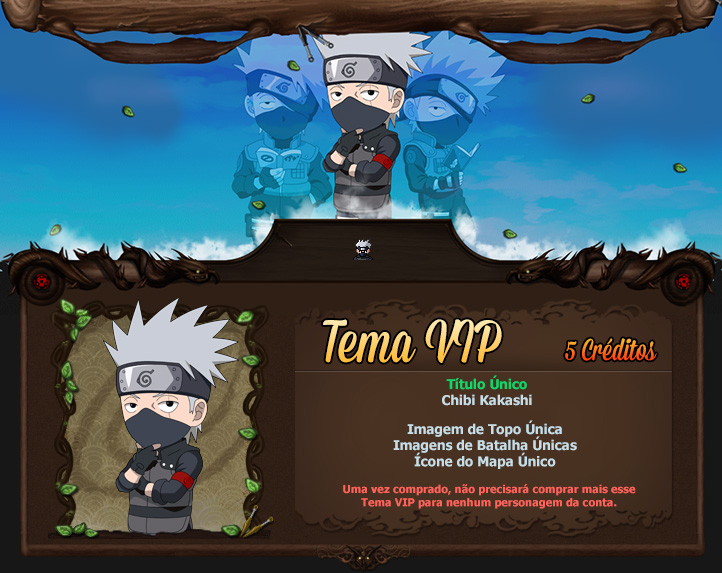 Tema VIP
5 Créditos
Título Único
Chibi Kakashi
Imagem de Topo Única
Imagens de Batalha Únicas
Ícone do Mapa Único
Uma vez comprado, não precisará comprar mais esse
Tema VIP para nenhum personagem da conta.